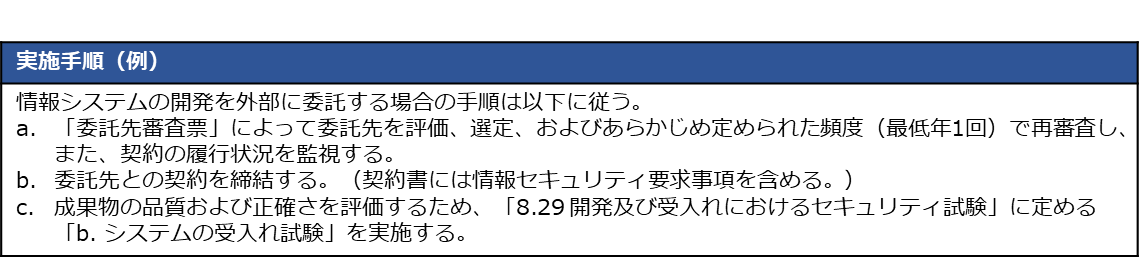 実施手順（例）
情報システムの開発を外部に委託する場合の手順は以下に従う。
a. 「委託先審査票」によって委託先を評価、選定、およびあらかじめ定められた頻度（最低年1回）で再審査し、
また、契約の履行状況を監視する。
b. 委託先との契約を締結する。（契約書には情報セキュリティ要求事項を含める。）
c. 成果物の品質および正確さを評価するため、「8.29 開発及び受入れにおけるセキュリティ試験」に定める
「b. システムの受入れ試験」を実施する。